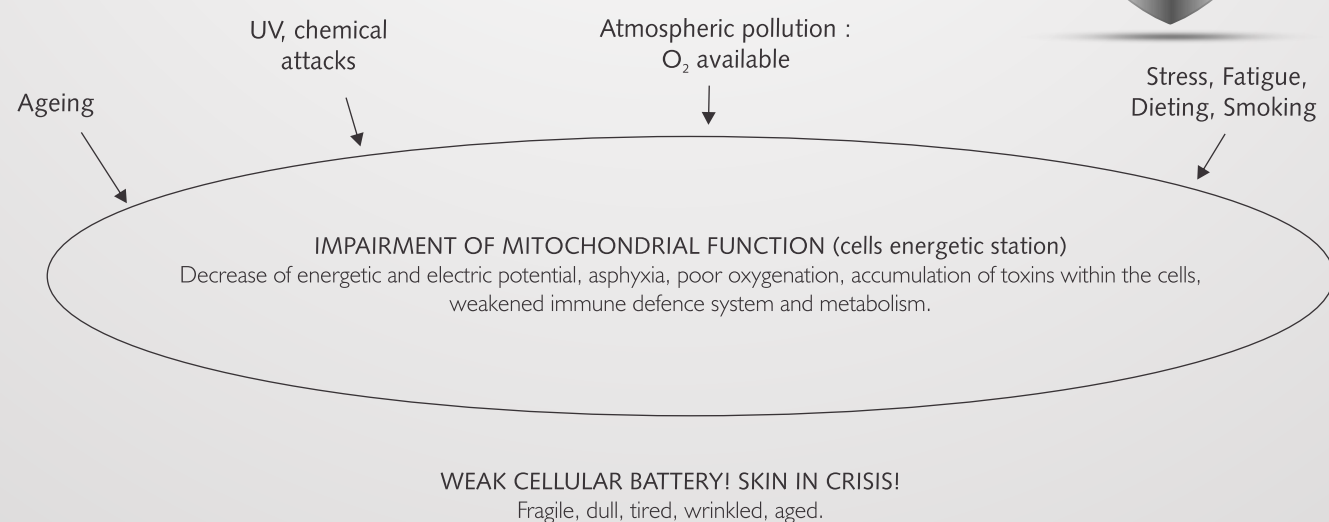 UV, chemical
attacks
Atmospheric pollution :
O₂ available
Stress, Fatigue,
Dieting, Smoking
Ageing
IMPAIRMENT OF MITOCHONDRIAL FUNCTION (cells energetic station)
Decrease of energetic and electric potential, asphyxia, poor oxygenation, accumulation of toxins within the cells,
weakened immune defence system and metabolism.
WEAK CELLULAR BATTERY! SKIN IN CRISIS!
Fragile, dull, tired, wrinkled, aged.